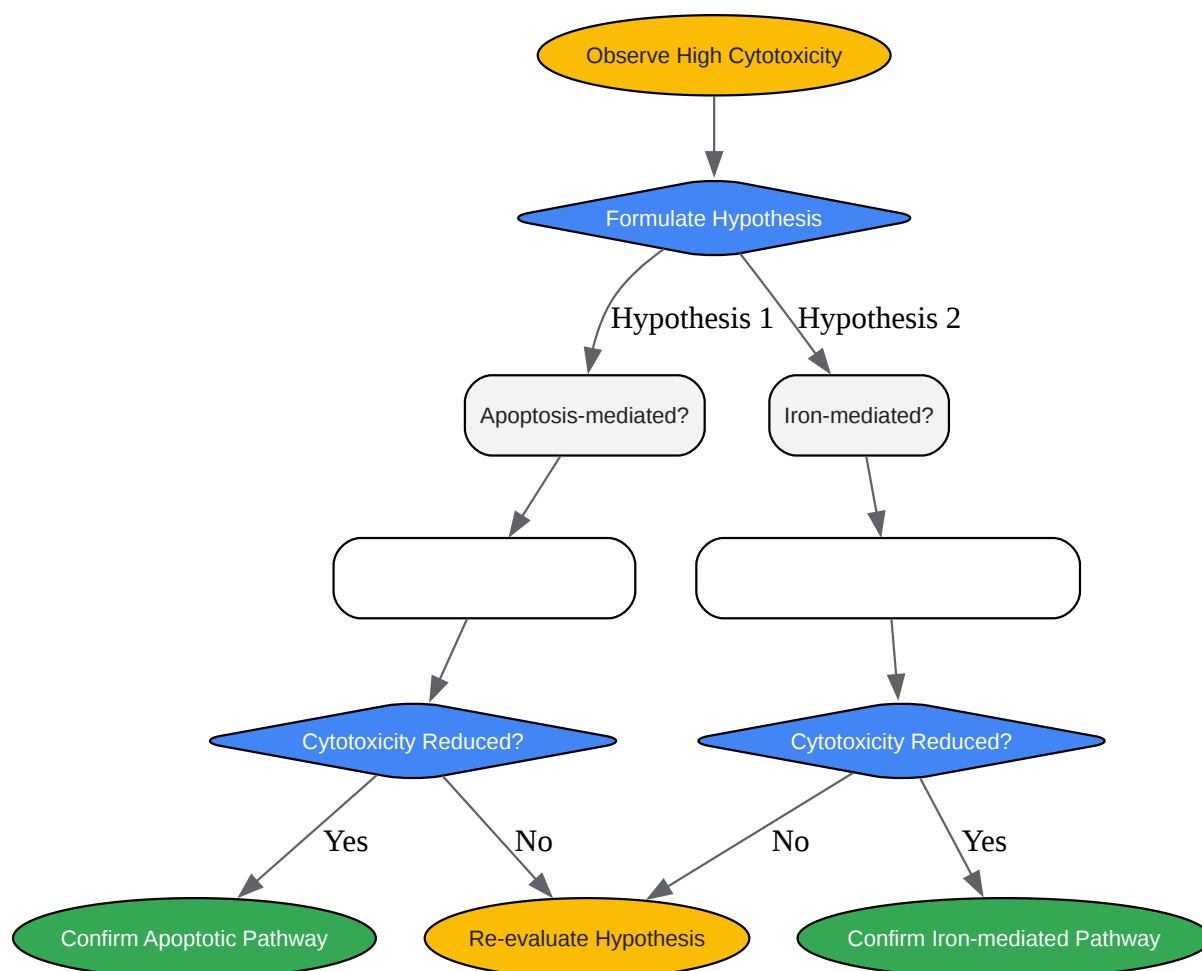 Observe High Cytotoxicity
Formulate Hypothesis
Hypothesis 1
Hypothesis 2
Apoptosis-mediated?
Iron-mediated?
Cytotoxicity Reduced?
Cytotoxicity Reduced?
Yes
No
No
Yes
Confirm Apoptotic Pathway
Re-evaluate Hypothesis
Confirm Iron-mediated Pathway